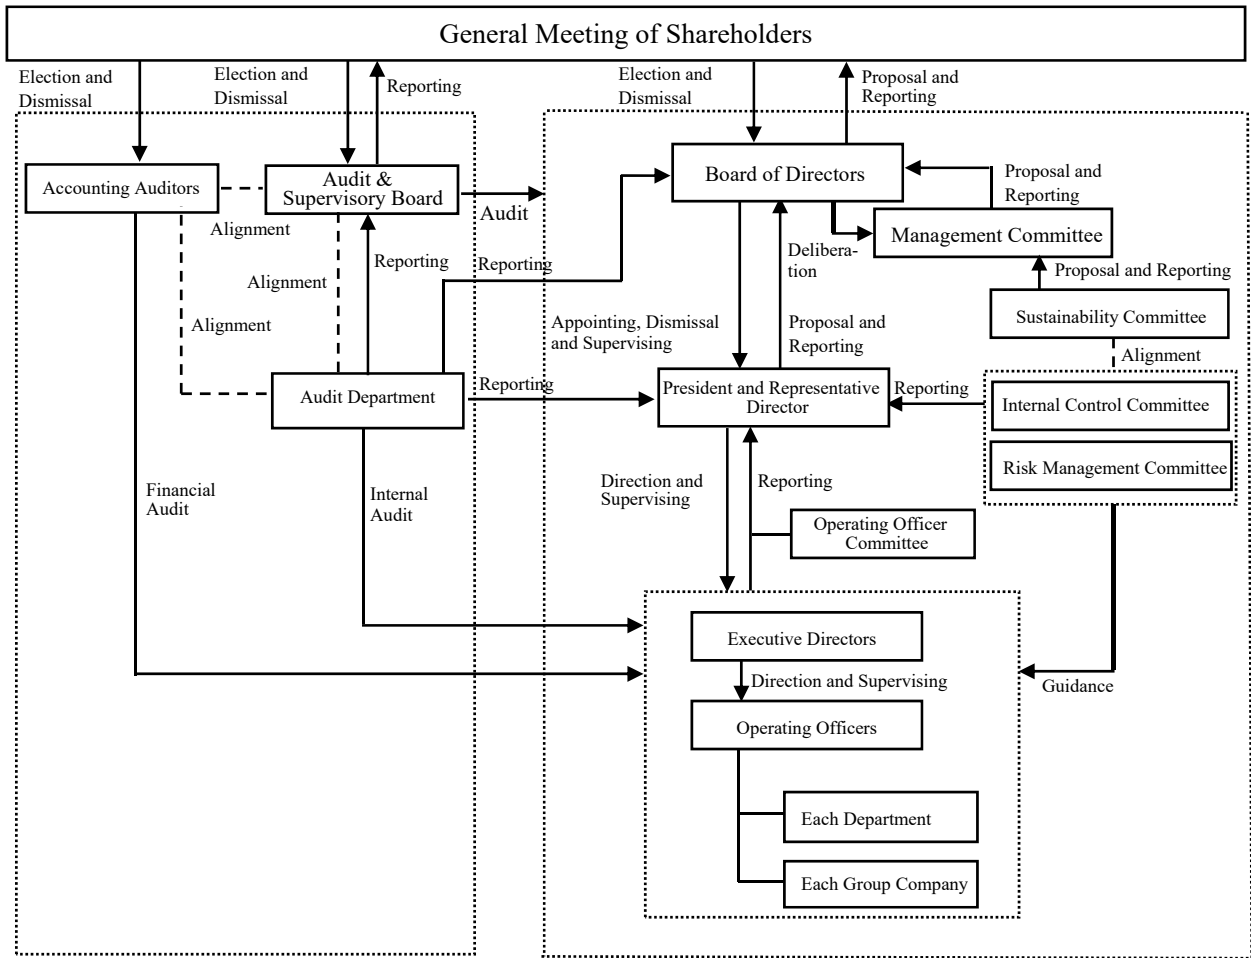 General Meeting of Shareholders
Election and
Dismissal
Election and
Dismissal
Reporting
Election and
Dismissal
Proposal and
Reporting
Accounting Auditors
Audit &
Supervisory Board
Alignment
Audit
Board of Directors
Proposal and
Reporting
Management Committee
Delibera-
tion
Alignment
Reporting
Reporting
Proposal and Reporting
Sustainability Committee
Alignment
Alignment
Appointing, Dismissal
and Supervising
Proposal and
Reporting
Audit Department
Reporting
President and Representative
Director
Reporting
Internal Control Committee
Risk Management Committee
Financial
Audit
Internal
Audit
Direction and
Supervising
Reporting
Operating Officer
Committee
Executive Directors
Direction and Supervising
Guidance
Operating Officers
Each Department
Each Group Company